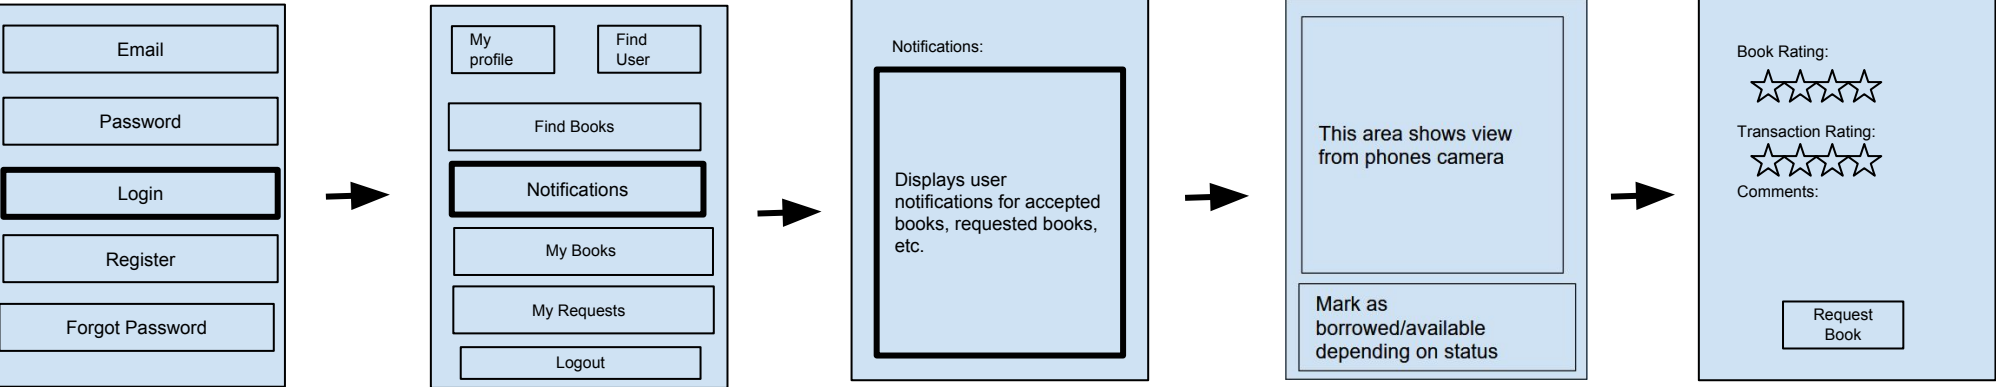 Email
Password
Login
Register
Forgot Password
My
profile
Find
User
Find Books
Notifications
My Books
My Requests
Logout
Notifications:
Displays user
notifications for accepted
books, requested books,
etc.
This area shows view
from phones camera
Mark as
borrowed/available
depending on status
Book Rating:
Transaction Rating:
Comments:
Request
Book